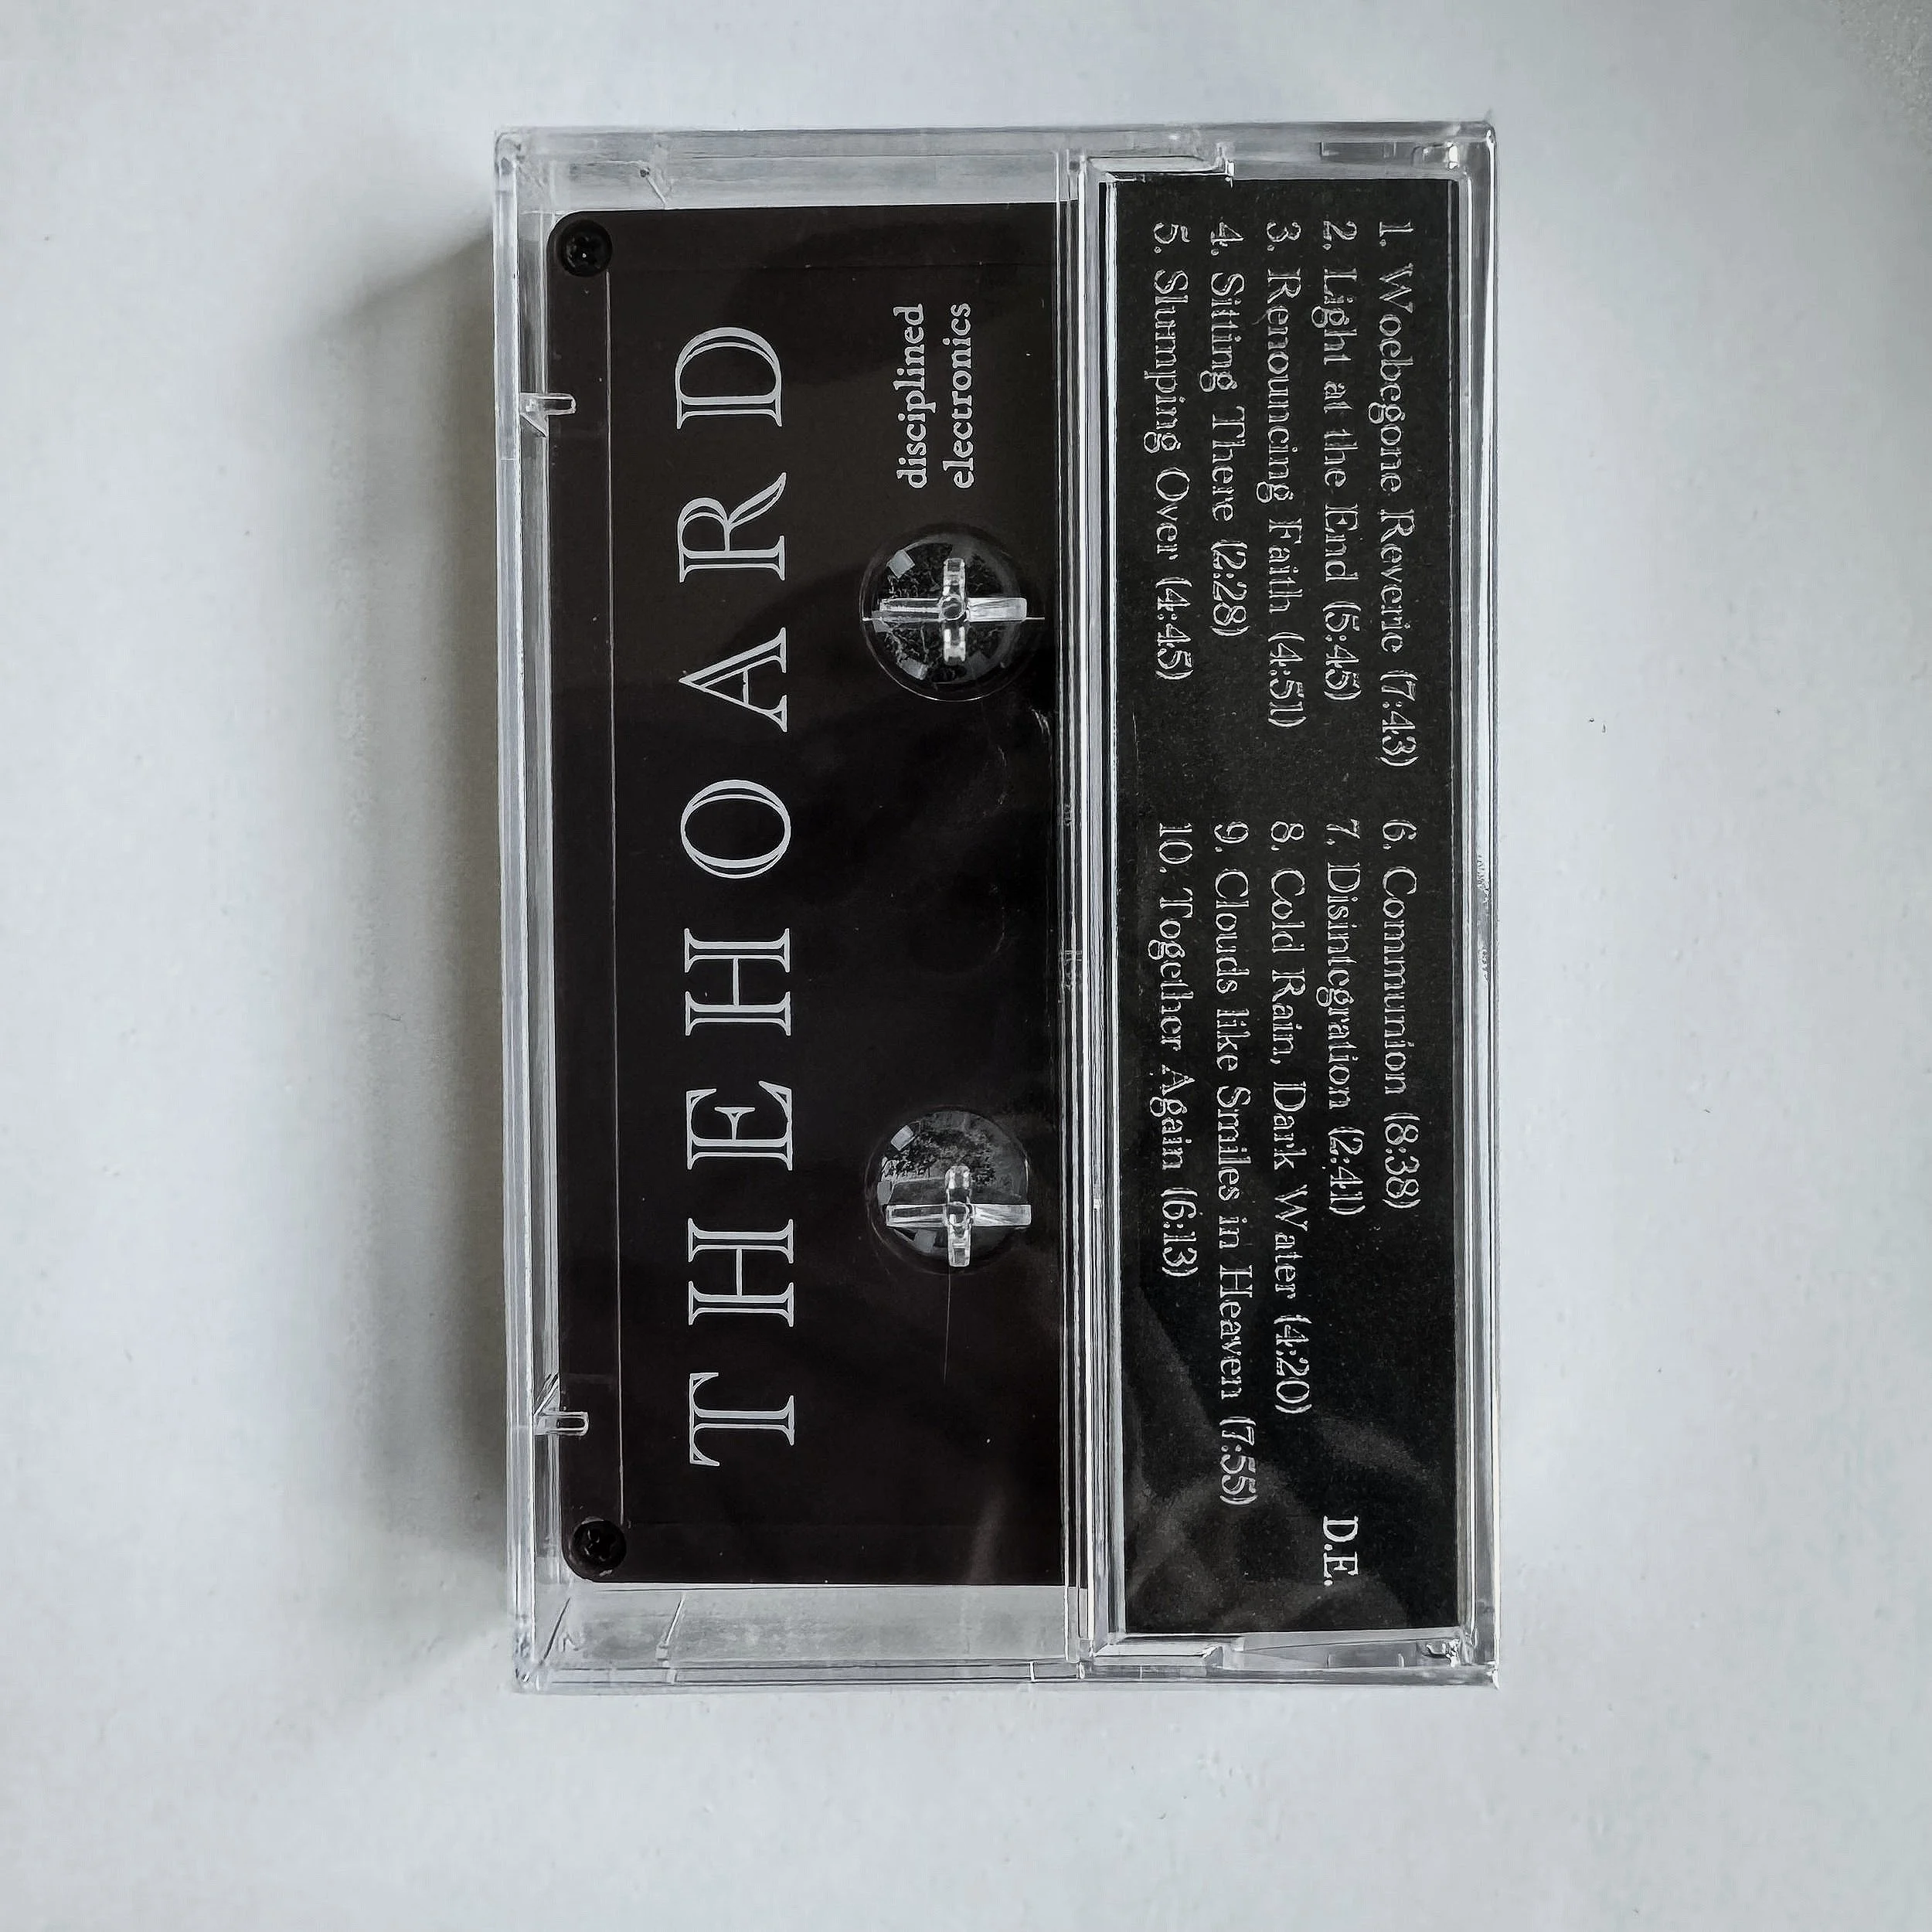 T H E H O A R D
disciplined
electronics
1. Woebegone Reverie (7:43)
2. Light at the End (5:45)
3. Renouncing Faith (4:51)
4. Sitting There (2:28)
5. Slumping Over (4:45)
6. Communion (8:38)
7. Disintegration (2:41)
8. Cold Rain, Dark Water (4:20)
9. Clouds like Smiles in Heaven (7:55)
10. Together Again (6:13)
D.E.